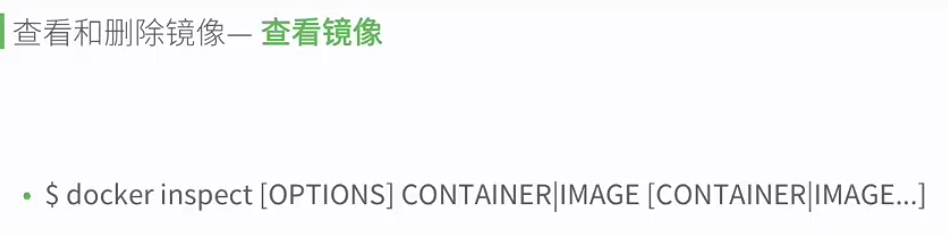 查看和删除镜像— 查看镜像
• $ docker inspect [OPTIONS] CONTAINER|IMAGE [CONTAINER|IMAGE...]